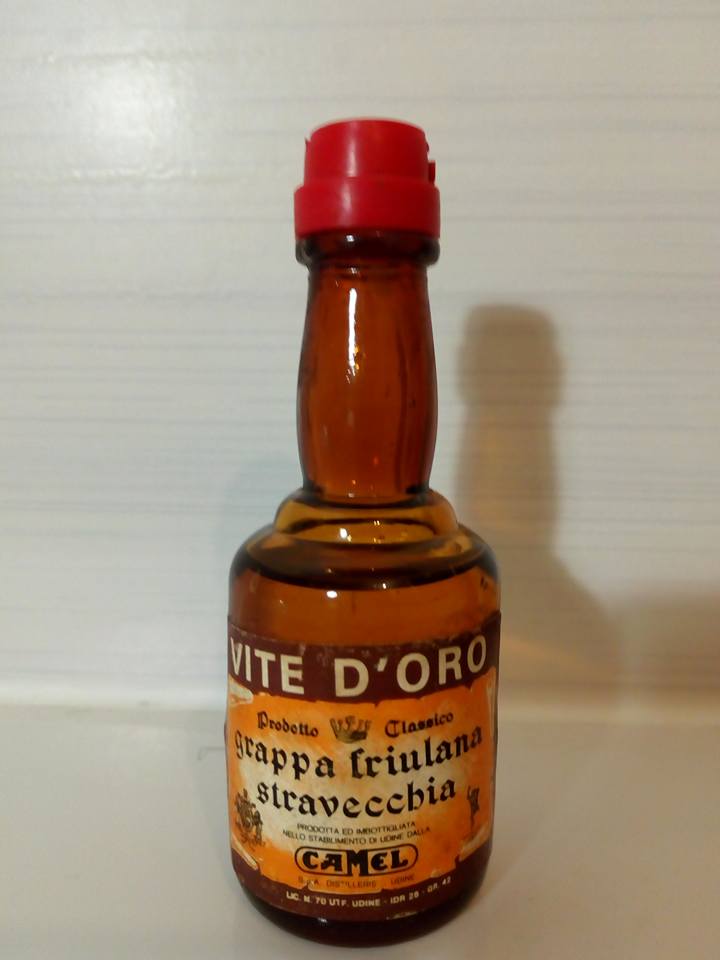 VITE D'ORO
Prodotto Classico
grappa friulana
stravecchia
PRODOTTA ED IMBOTTIGLIATA
NELLO STABILIMENTO DI UDINE DALLA
CAMEL
DISTILLERIE UDINE
LIC. N. 70 UTF. UDINE - IDR 28 - GR. 42